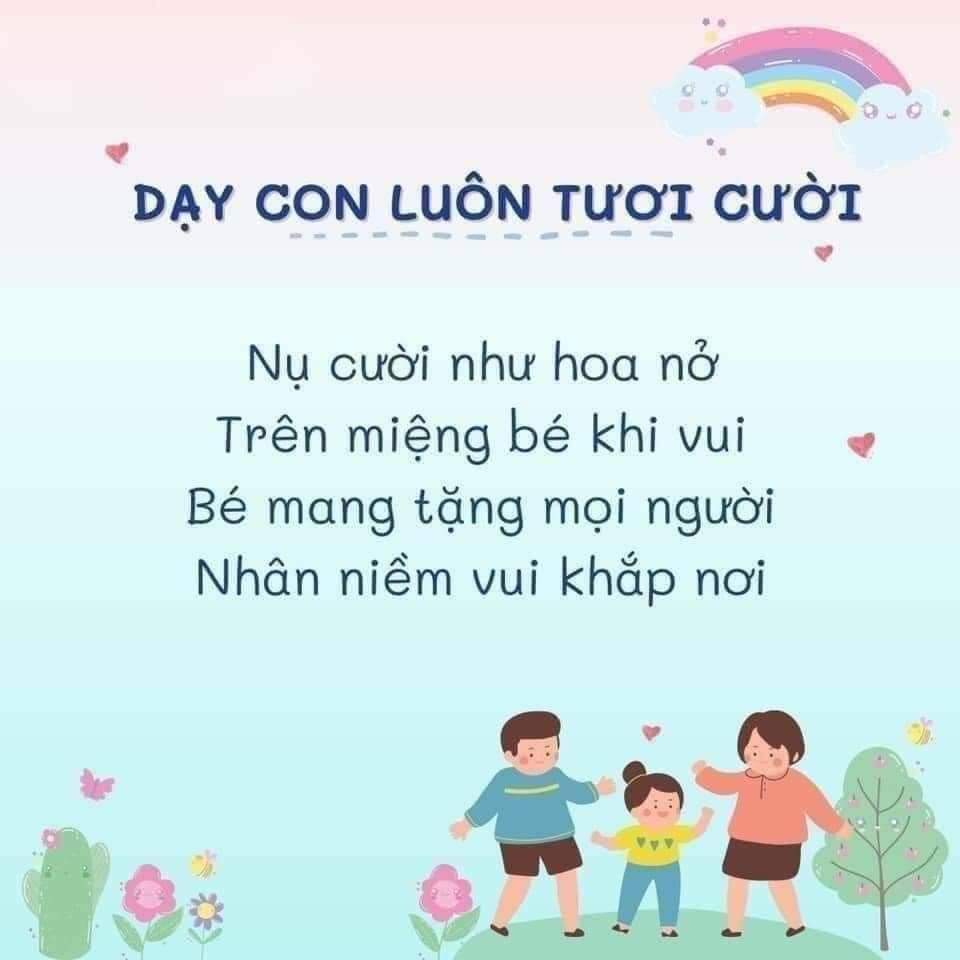 DẠY CON LUÔN TƯƠI CƯỜI
Nụ cười như hoa nở
Trên miệng bé khi vui
Bé mang tặng mọi người
Nhân niềm vui khắp nơi